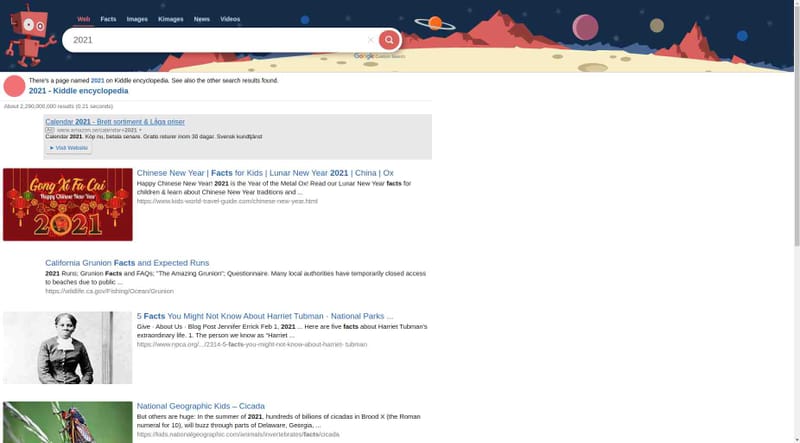 Web Facts Images Kimages News Videos
2021
Google Custom Search
There's a page named 2021 on Kiddle encyclopedia. See also the other search results found.
2021 - Kiddle encyclopedia
About 2,290,000,000 results (0.21 seconds)
Calendar 2021 - Brett sortiment & Låga priser
Ad www.amazon.se/calendar+2021
Calendar 2021. Köp nu, betala senare. Gratis returer inom 30 dagar. Svensk kundtjänst
► Visit Website
Gong Xi Fa Cai
Happy Chinese New Year
2021
Chinese New Year | Facts for Kids | Lunar New Year 2021 | China | Ox
Happy Chinese New Year! 2021 is the Year of the Metal Ox! Read our Lunar New Year facts for
children & learn about Chinese New Year traditions and ...
https://www.kids-world-travel-guide.com/chinese-new-year.html
California Grunion Facts and Expected Runs
2021 Runs; Grunion Facts and FAQs; "The Amazing Grunion"; Questionnaire. Many local authorities have temporarily closed access
to beaches due to public ...
https://wildlife.ca.gov/Fishing/Ocean/Grunion
5 Facts You Might Not Know About Harriet Tubman · National Parks ...
Give · About Us · Blog Post Jennifer Errick Feb 1, 2021 ... Here are five facts about Harriet Tubman's
extraordinary life. 1. The person we know as "Harriet ...
https://www.npca.org/.../2314-5-facts-you-might-not-know-about-harriet- tubman
National Geographic Kids – Cicada
But others are huge: In the summer of 2021, hundreds of billions of cicadas in Brood X (the Roman
numeral for 10), will buzz through parts of Delaware, Georgia, ...
https://kids.nationalgeographic.com/animals/invertebrates/facts/cicada